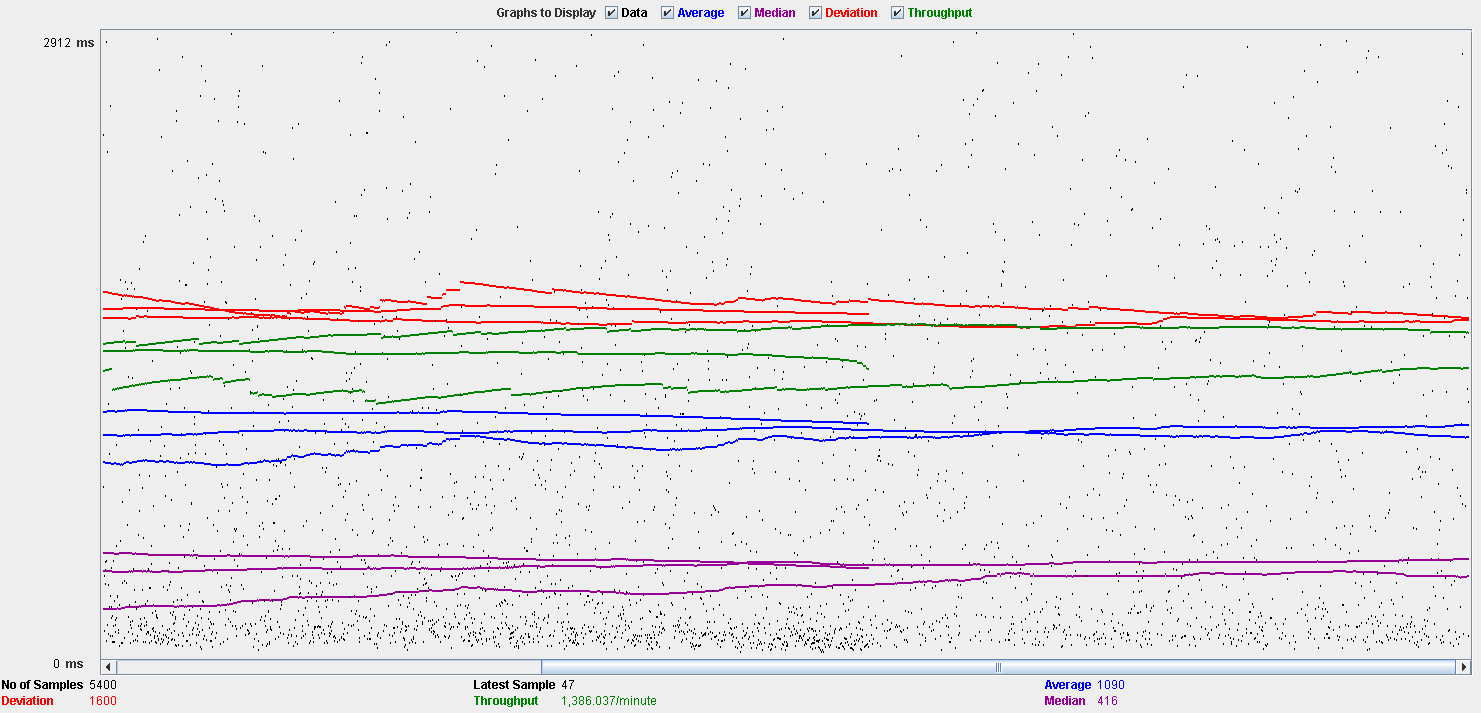 Graphs to Display Data Average Median Deviation Throughput
2912 ms
0 ms
No of Samples 5400 Latest Sample 47 Average 1090
Deviation 1600 Throughput 1,386.037/minute Median 416